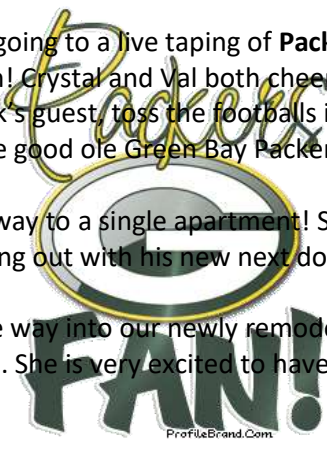 going to a live taping of Pack
n! Crystal and Val both cheer
k's guest, toss the footballs i
e good ole Green Bay Packer
Packers
way to a single apartment! S
G
ng out with his new next do
e way into our newly remode
. She is very excited to have
FAN!
ProfileBrand.Com